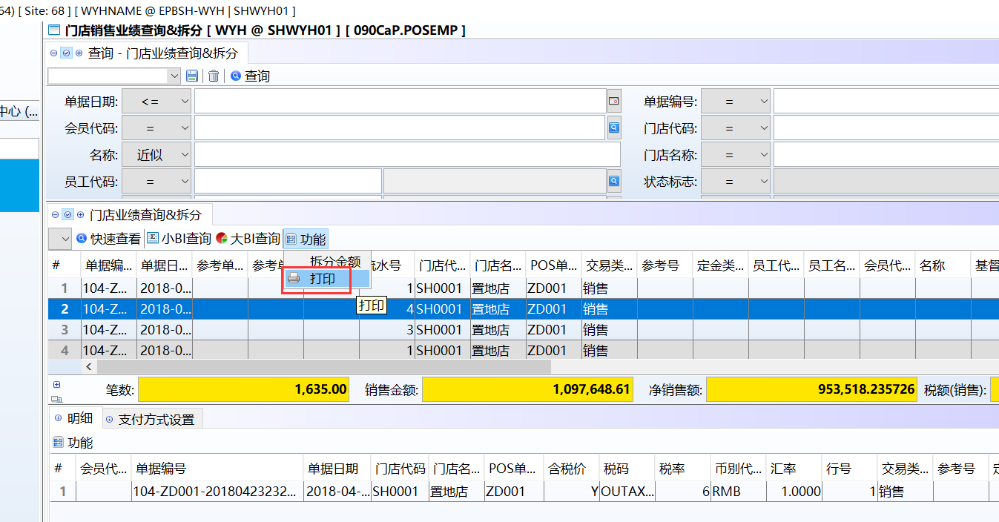 64) [ Site: 68 ] [ WYHNAME @ EPBSH-WYH | SHWYH01 ]
门店销售业绩查询&拆分 [ WYH @ SHWYH01 ] [ 090CaP.POSEMP ]
查询 - 门店业绩查询&拆分
查询
单据日期: <= 单据编号: =
中心 (...
会员代码: = 门店代码: =
名称: 近似 门店名称: =
员工代码: = 状态标志: =
门店业绩查询&拆分
快速查看 小BI查询 大BI查询 功能
拆分金额
打印
打印
# 单据编... 单据日... 参考单... 参考 水号 门店代... 门店名... POS单... 交易类... 参考号 定金类... 员工代... 员工名... 会员代... 名称 基督
1 104-Z... 2018-0... 1 SH0001 置地店 ZD001 销售
2 104-Z... 2018-0... 4 SH0001 置地店 ZD001 销售
3 104-Z... 2018-0... 3 SH0001 置地店 ZD001 销售
4 104-Z... 2018-0... 1 SH0001 置地店 ZD001 销售
笔数: 1,635.00 销售金额: 1,097,648.61 净销售额: 953,518.235726 税额(销售):
明细 支付方式设置
功能
# 会员代... 单据编号 单据日期 门店代码 门店名... POS单... 含税价 税码 税率 币别代... 汇率 行号 交易类... 参考号
1 104-ZD001-20180423232... 2018-04-... SH0001 置地店 ZD001 Y OUTAX... 6 RMB 1.0000 1 销售